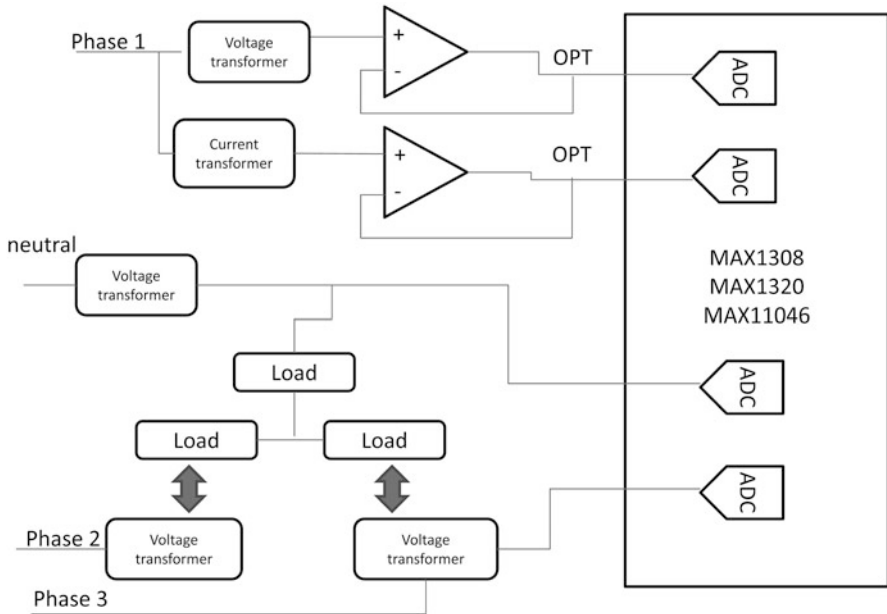 Phase 1
Voltage
transformer
+
-
OPT
ADC
Current
transformer
+
-
OPT
ADC
neutral
Voltage
transformer
MAX1308
MAX1320
MAX11046
Load
ADC
Load
Load
ADC
Phase 2
Voltage
transformer
Voltage
transformer
Phase 3